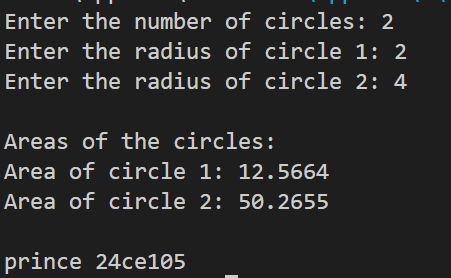 Enter the number of circles: 2
Enter the radius of circle 1: 2
Enter the radius of circle 2: 4
Areas of the circles:
Area of circle 1: 12.5664
Area of circle 2: 50.2655
prince 24ce105